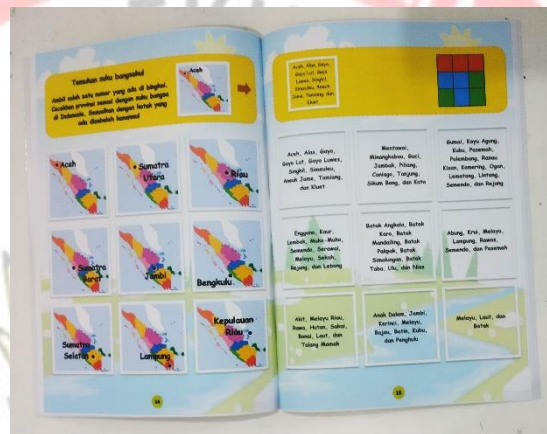 Temukan suku bangsaku!
Ambil salah satu nomor yang ada di bingkai.
Cocokkan provinsi sesuai dengan suku bangsa
di Indonesia. Sesuaikan dengan kotak yang
ada disebelah kananmu!
Aceh
Aceh
Sumatra
Utara
Riau
Sumatra
Barat
Jambi
Bengkulu
Sumatra
Selatan
Lampung
Kepulauan
Riau
14
Aceh, Alas, Gayo,
Gayo Lut, Gayo
Luwes, Singkil,
Simeulue, Aneuk
Jame, Tamiang, dan
Kluet
Aceh, Alas, Gayo,
Gayo Lut, Gayo Luwes,
Singkil, Simeulue,
Aneuk Jame, Tamiang,
dan Kluet
Mentawai,
Minangkabau, Guci,
Jambak, Piliang,
Caniago, Tanjung,
Sikum Bang, dan Koto
Gumai, Kayu Agung,
Kubu, Pasemah,
Palembang, Ranau
Kisan, Komering, Ogan,
Lematang, Lintang,
Semendo, dan Rejang
Enggano, Kaur,
Lembak, Muko-Muko,
Semendo, Serawai,
Melayu, Sekah,
Rejang, dan Lebong
Batak Angkola, Batak
Karo, Batak
Mandailing, Batak
Pakpak, Batak
Simalungun, Batak
Toba, Ulu, dan Nias
Abung, Krui, Melayu,
Lampung, Rawas,
Semendo, dan Pasemah
Akit, Melayu Riau,
Rawa, Hutan, Sakai,
Bonai, Laut, dan
Talang Mamak
Anak Dalam, Jambi,
Kerinci, Melayu,
Bajau, Batin, Kubu,
dan Penghulu
Melayu, Laut, dan
Batak
15